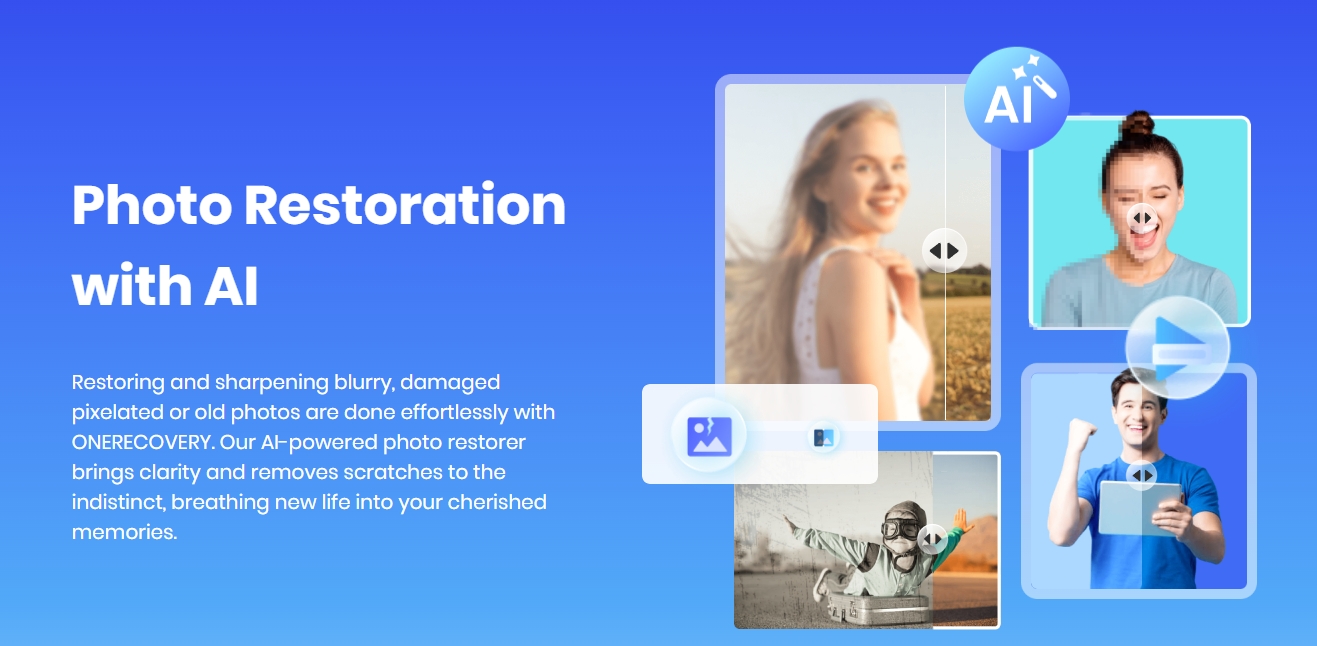 Photo Restoration
with AI
Restoring and sharpening blurry, damaged
pixelated or old photos are done effortlessly with
ONERECOVERY. Our AI-powered photo restorer
brings clarity and removes scratches to the
indistinct, breathing new life into your cherished
memories.
AI